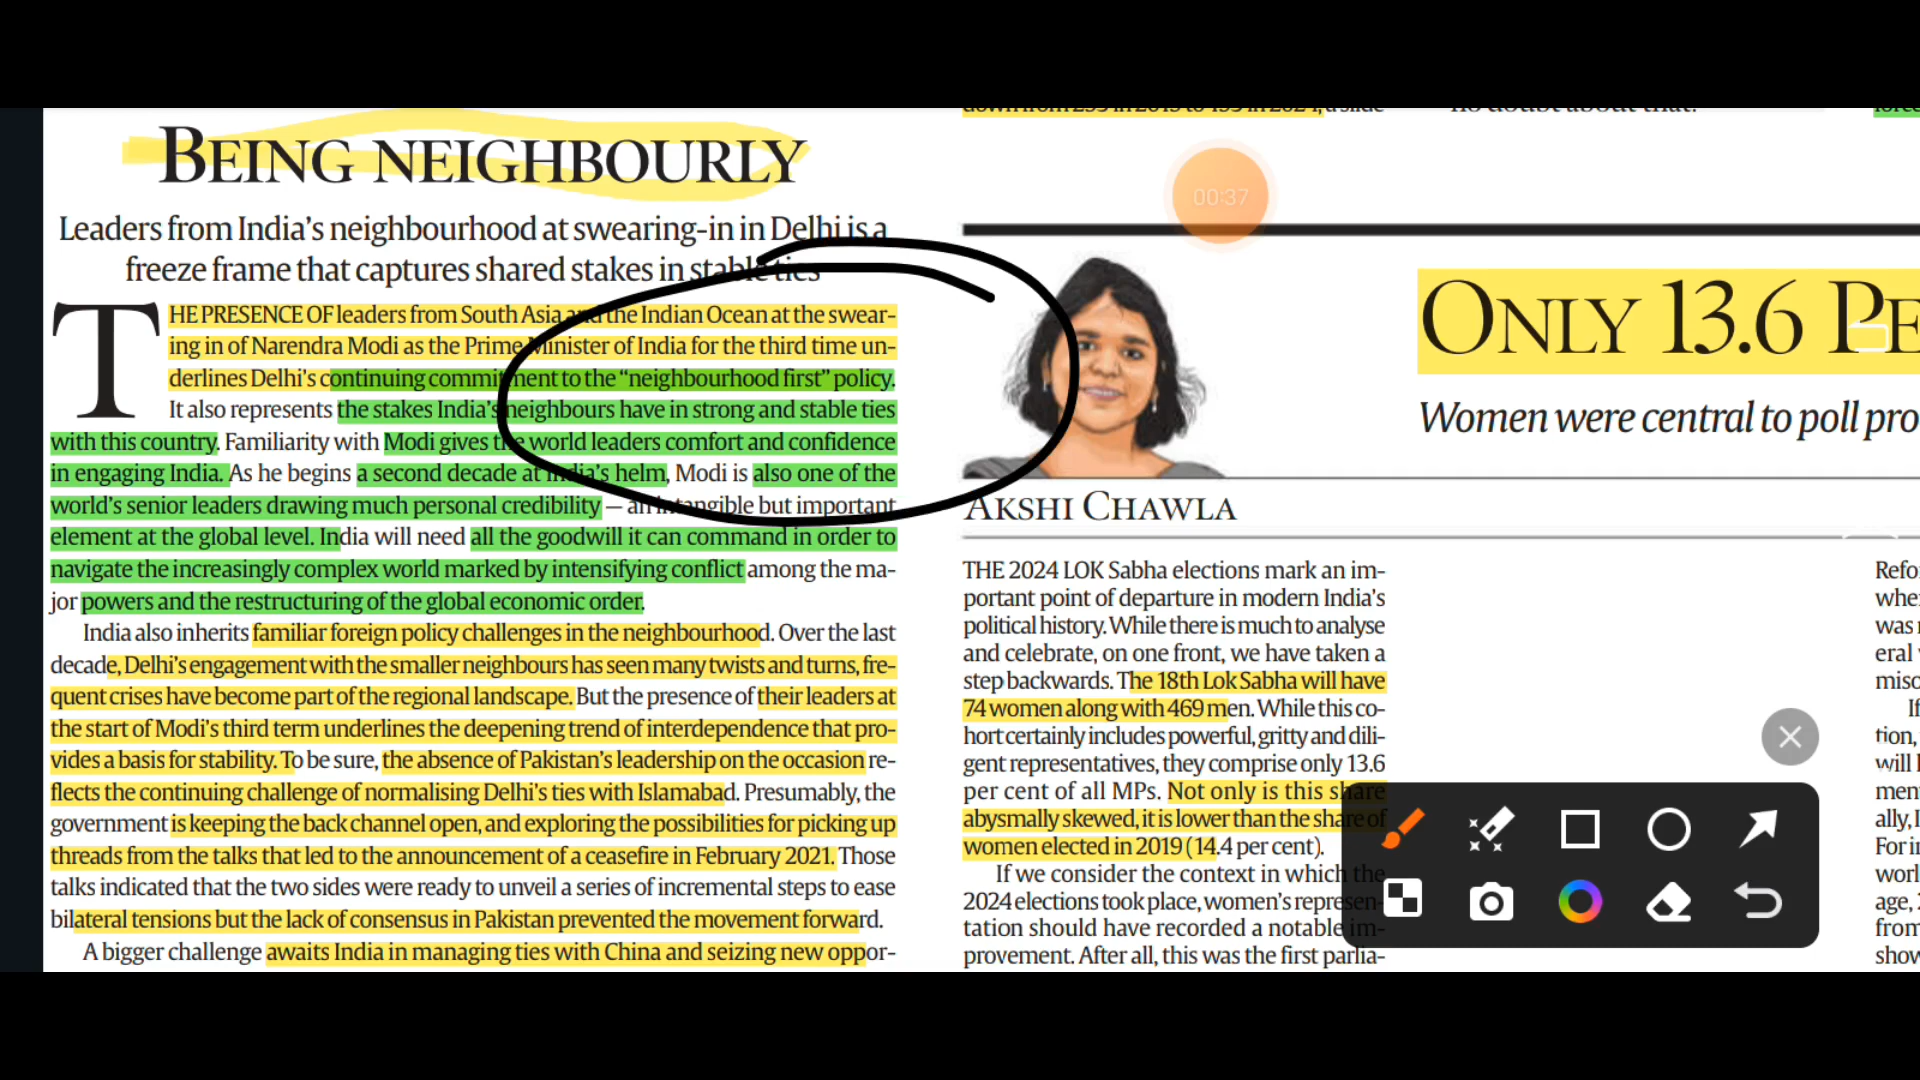 BEING NEIGHBOURLY
Leaders from India's neighbourhood at swearing-in in Delhi is a
freeze frame that captures shared stakes in stable ties
THE PRESENCE OF leaders from South Asia and the Indian Ocean at the swear-
ing in of Narendra Modi as the Prime Minister of India for the third time un-
derlines Delhi's continuing commitment to the “neighbourhood first” policy.
It also represents the stakes India's neighbours have in strong and stable ties
with this country. Familiarity with Modi gives the world leaders comfort and confidence
in engaging India. As he begins a second decade at India's helm, Modi is also one of the
world's senior leaders drawing much personal credibility — an intangible but important
element at the global level. India will need all the goodwill it can command in order to
navigate the increasingly complex world marked by intensifying conflict among the ma-
jor powers and the restructuring of the global economic order.
India also inherits familiar foreign policy challenges in the neighbourhood. Over the last
decade, Delhi's engagement with the smaller neighbours has seen many twists and turns, fre-
quent crises have become part of the regional landscape. But the presence of their leaders at
the start of Modi's third term underlines the deepening trend of interdependence that pro-
vides a basis for stability. To be sure, the absence of Pakistan's leadership on the occasion re-
flects the continuing challenge of normalising Delhi's ties with Islamabad. Presumably, the
government is keeping the back channel open, and exploring the possibilities for picking up
threads from the talks that led to the announcement of a ceasefire in February 2021. Those
talks indicated that the two sides were ready to unveil a series of incremental steps to ease
bilateral tensions but the lack of consensus in Pakistan prevented the movement forward.
A bigger challenge awaits India in managing ties with China and seizing new oppor-
00:37
ONLY 13.6 PE
Women were central to poll pro
AKSHI CHAWLA
THE 2024 LOK Sabha elections mark an im-
portant point of departure in modern India's
political history. While there is much to analyse
and celebrate, on one front, we have taken a
step backwards. The 18th Lok Sabha will have
74 women along with 469 men. While this co-
hort certainly includes powerful, gritty and dili-
gent representatives, they comprise only 13.6
per cent of all MPs. Not only is this share
abysmally skewed, it is lower than the share of
women elected in 2019 (14.4 per cent).
If we consider the context in which the
2024 elections took place, women's represen-
tation should have recorded a notable im-
provement. After all, this was the first parlia-
Refo
whe
was
eral
miso
If
tion,
will
men
ally,
For in
worl
age,
from
show